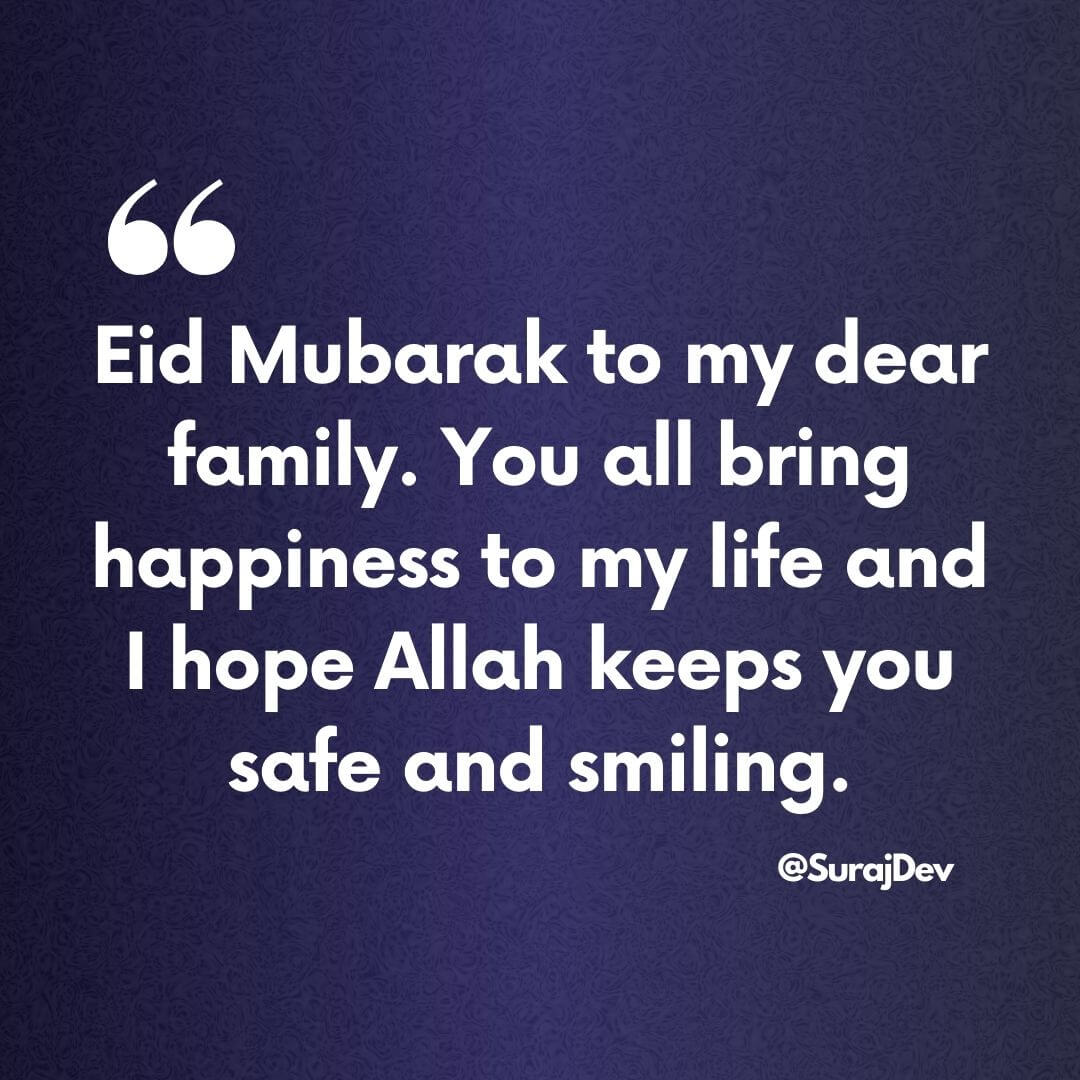 ❝
Eid Mubarak to my dear
family. You all bring
happiness to my life and
I hope Allah keeps you
safe and smiling.
@SurajDev